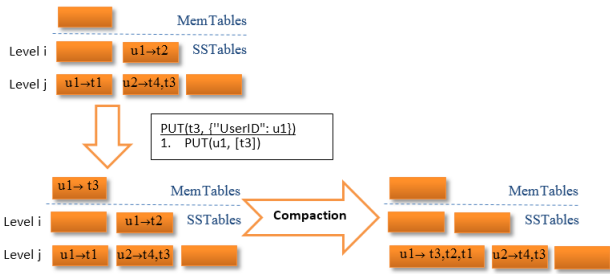 MemTables
SSTables
Level i
u1→t2
Level j
u1→t1
u2→t4,t3
PUT(t3, {"UserID": u1})
1. PUT(u1, [t3])
u1→ t3
MemTables
SSTables
Level i
u1→t2
Level j
u1→t1
u2→t4,t3
Compaction
MemTables
SSTables
Level i
Level j
u1→ t3,t2,t1
u2→t4,t3